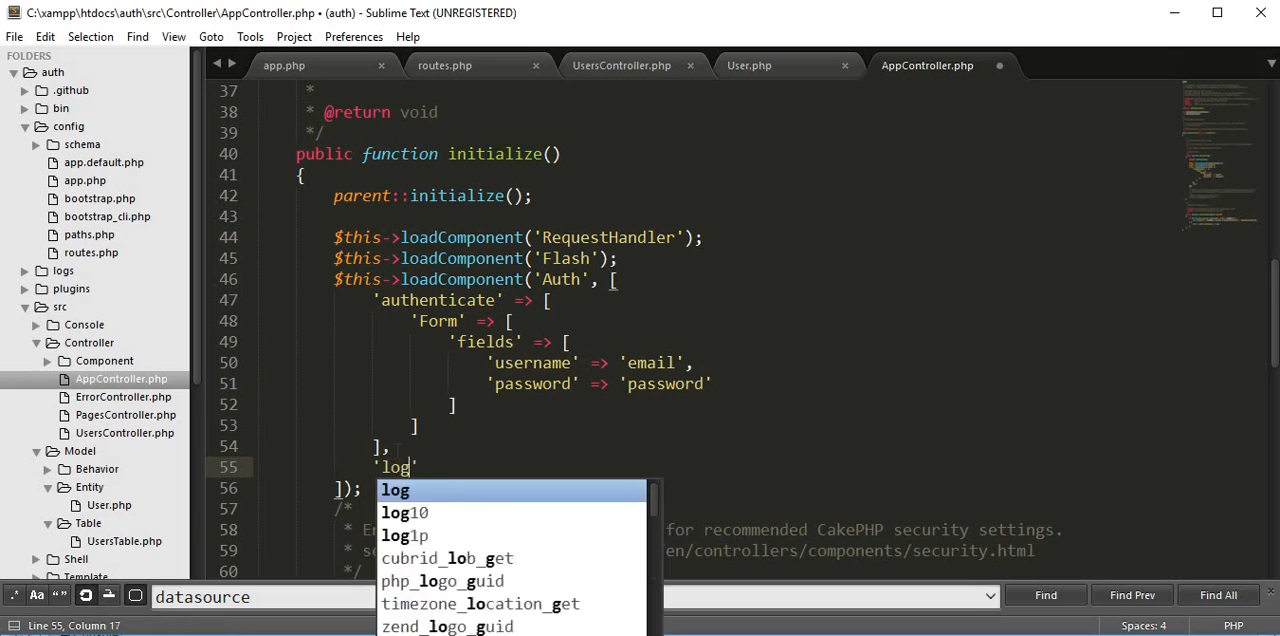 C:\xampp\htdocs\auth\src\Controller\AppController.php • (auth) - Sublime Text (UNREGISTERED)
File Edit Selection Find View Goto Tools Project Preferences Help
FOLDERS
auth
.github
bin
config
schema
app.default.php
app.php
bootstrap.php
bootstrap_cli.php
paths.php
routes.php
logs
plugins
src
Console
Controller
Component
AppController.php
ErrorController.php
PagesController.php
UsersController.php
Model
Behavior
Entity
User.php
Table
UsersTable.php
Shell
Template
app.php × routes.php × UsersController.php × User.php × AppController.php
37 *
38 * @return void
39 */
40 public function initialize()
41 {
42 parent::initialize();
43
44 $this->loadComponent('RequestHandler');
45 $this->loadComponent('Flash');
46 $this->loadComponent('Auth', [
47 'authenticate' => [
48 'Form' => [
49 'fields' => [
50 'username' => 'email',
51 'password' => 'password'
52 ]
53 ]
54 ],
55 'log'
56 ]);
57 /*
58 * En for recommended CakePHP security settings.
59 * se en/controllers/components/security.html
60 */
log
log10
log1p
cubrid_lob_get
php_logo_guid
timezone_location_get
zend_logo_guid
.* Aa “ ” datasource Find Find Prev Find All
Line 55, Column 17 Spaces: 4 PHP